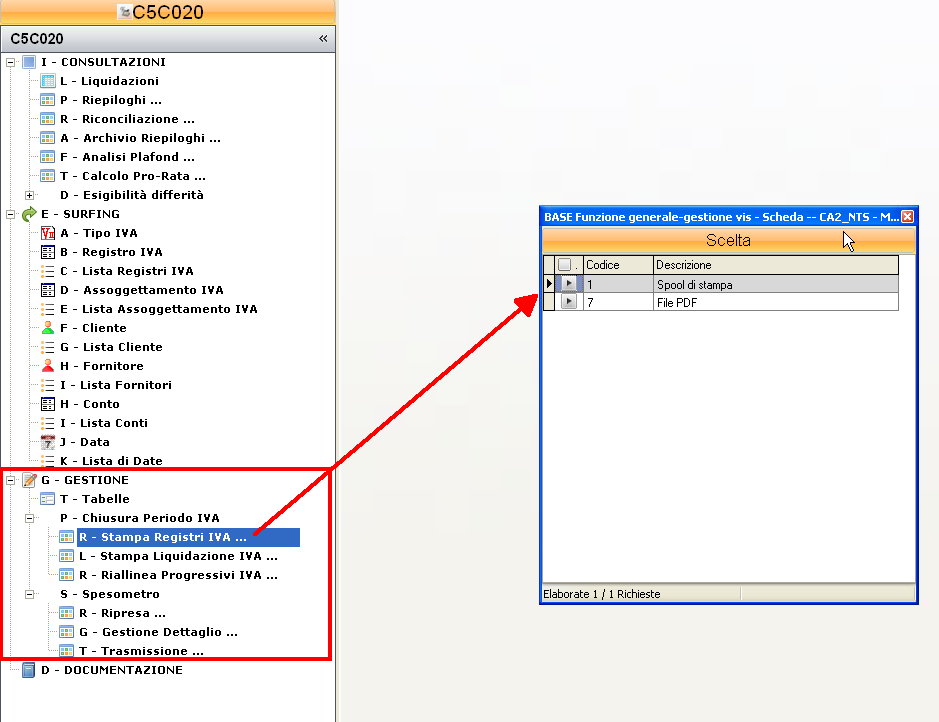 C5C020
C5C020 «
I - CONSULTAZIONI
L - Liquidazioni
P - Riepiloghi ...
R - Riconciliazione ...
A - Archivio Riepiloghi ...
F - Analisi Plafond ...
T - Calcolo Pro-Rata ...
D - Esigibilità differità
E - SURFING
A - Tipo IVA
B - Registro IVA
C - Lista Registri IVA
D - Assoggettamento IVA
E - Lista Assoggettamento IVA
F - Cliente
G - Lista Cliente
H - Fornitore
I - Lista Fornitori
H - Conto
I - Lista Conti
J - Data
K - Lista di Date
G - GESTIONE
T - Tabelle
P - Chiusura Periodo IVA
R - Stampa Registri IVA ...
L - Stampa Liquidazione IVA ...
R - Riallinea Progressivi IVA ...
S - Spesometro
R - Ripresa ...
G - Gestione Dettaglio ...
T - Trasmissione ...
D - DOCUMENTAZIONE
BASE Funzione generale-gestione vis - Scheda -- CA2_NTS - M...
Scelta
. Codice Descrizione
1 Spool di stampa
7 File PDF
Elaborate 1 / 1 Richieste